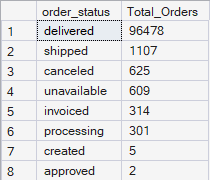 order_status Total_Orders
1 delivered 96478
2 shipped 1107
3 canceled 625
4 unavailable 609
5 invoiced 314
6 processing 301
7 created 5
8 approved 2